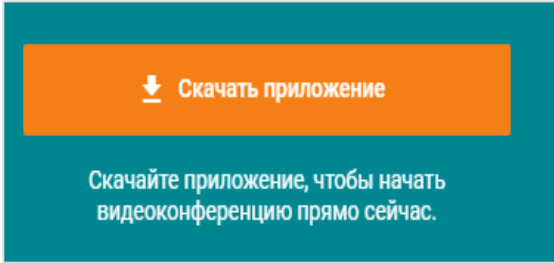 Скачать приложение
Скачайте приложение, чтобы начать
видеоконференцию прямо сейчас.